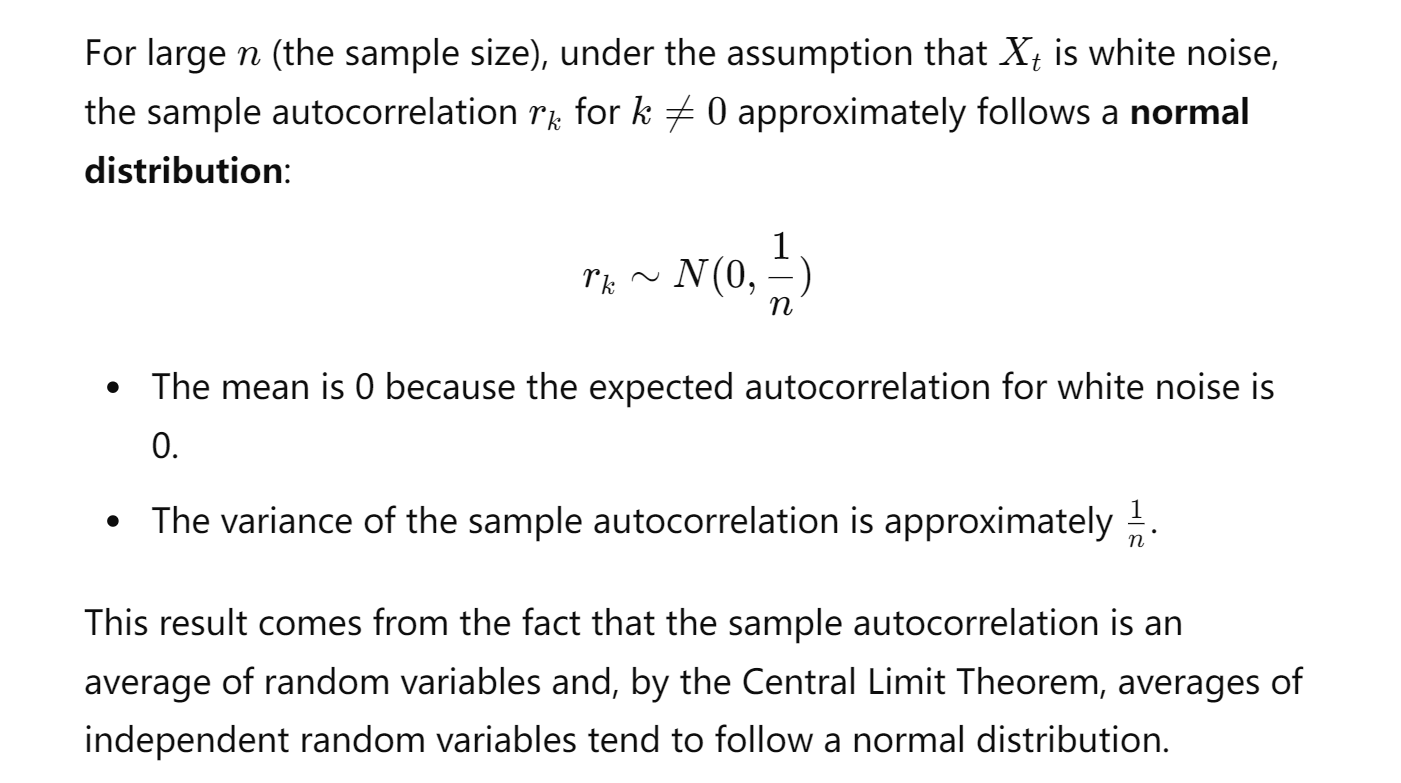 For large n (the sample size), under the assumption that X_t is white noise,
the sample autocorrelation r_k for k ≠ 0 approximately follows a normal
distribution:
r_k ∼ N(0, 1/n)
• The mean is 0 because the expected autocorrelation for white noise is
0.
• The variance of the sample autocorrelation is approximately 1/n.
This result comes from the fact that the sample autocorrelation is an
average of random variables and, by the Central Limit Theorem, averages of
independent random variables tend to follow a normal distribution.